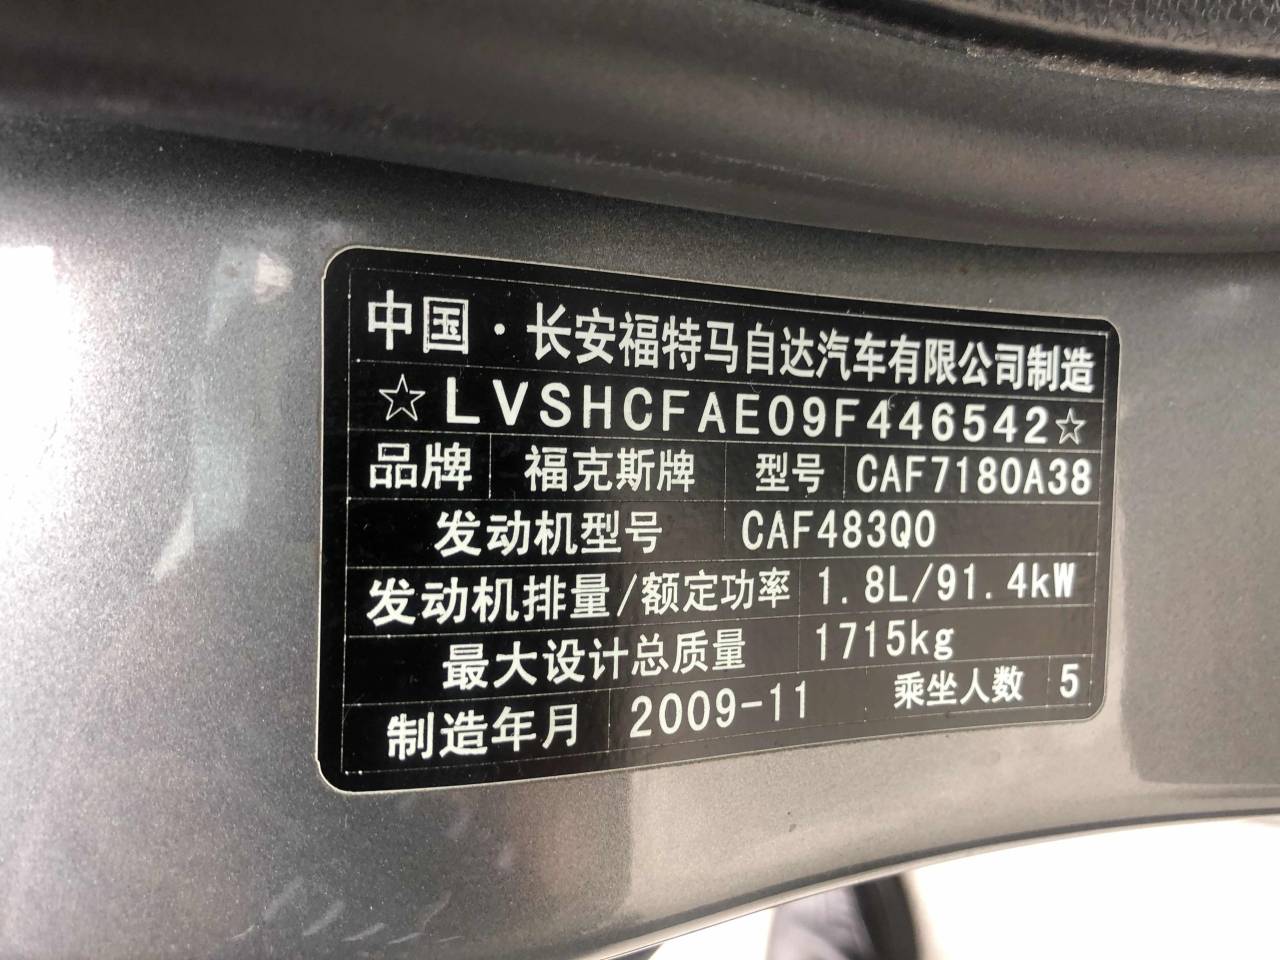 中国·长安福特马自达汽车有限公司制造
☆LVSHCFAE09F446542☆
品牌 福克斯牌 型号 CAF7180A38
发动机型号 CAF483Q0
发动机排量/额定功率 1.8L/91.4kW
最大设计总质量 1715kg
制造年月 2009-11 乘坐人数 5